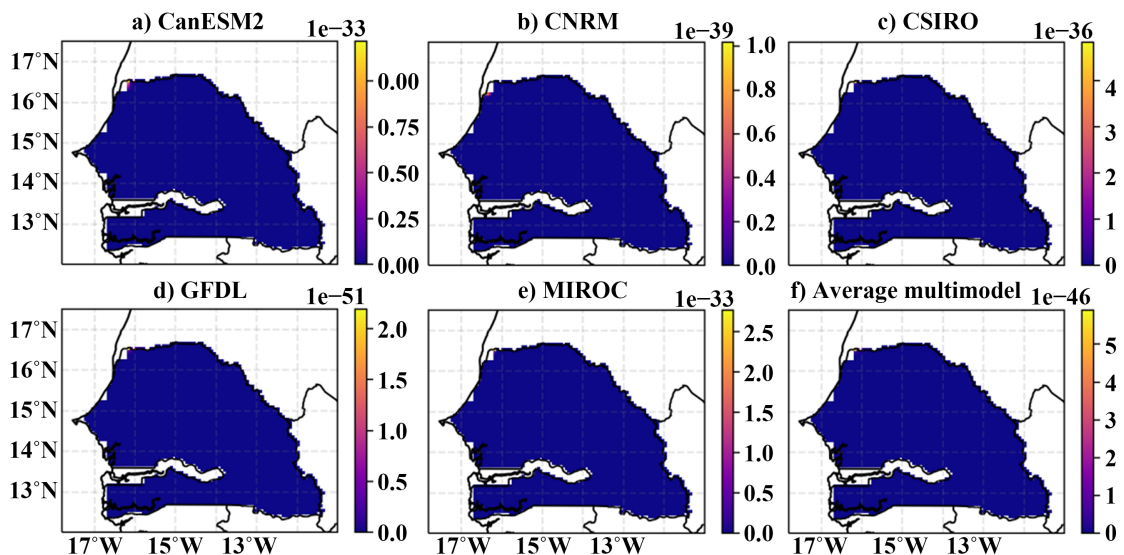 a) CanESM2 1e−33 b) CNRM 1e−39 c) CSIRO 1e−36
17°N
16°N
15°N
14°N
13°N
0.00
0.75
0.50
0.25
0.00
1.0
0.8
0.6
0.4
0.2
0.0
4
3
2
1
0
d) GFDL 1e−51 e) MIROC 1e−33 f) Average multimodel 1e−46
17°N
16°N
15°N
14°N
13°N
2.0
1.5
1.0
0.5
0.0
2.5
2.0
1.5
1.0
0.5
0.0
5
4
3
2
1
0
17°W 15°W 13°W 17°W 15°W 13°W 17°W 15°W 13°W